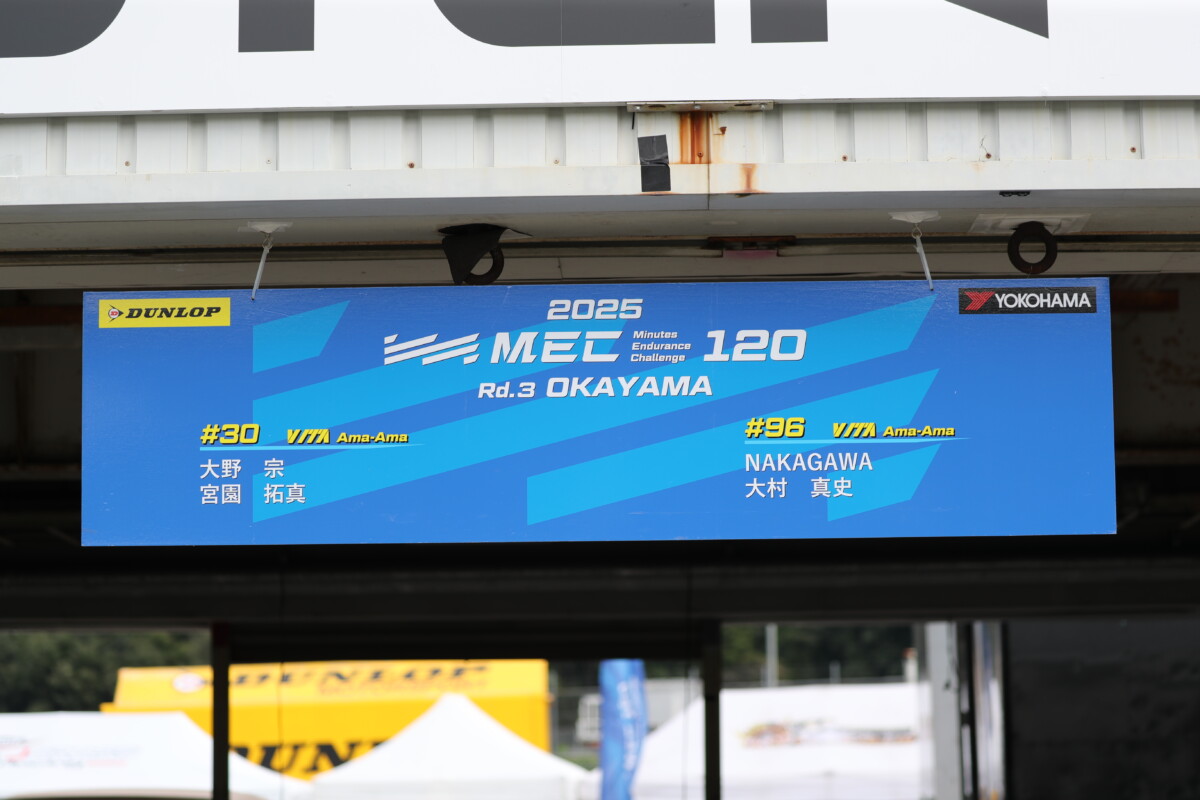 DUNLOP
YOKOHAMA
2025
MEC Minutes Endurance Challenge 120
Rd.3 OKAYAMA
#30 VITA Ama-Ama
大野 宗
宮園 拓真
#96 VITA Ama-Ama
NAKAGAWA
大村 真史
DUNLOP
DUN